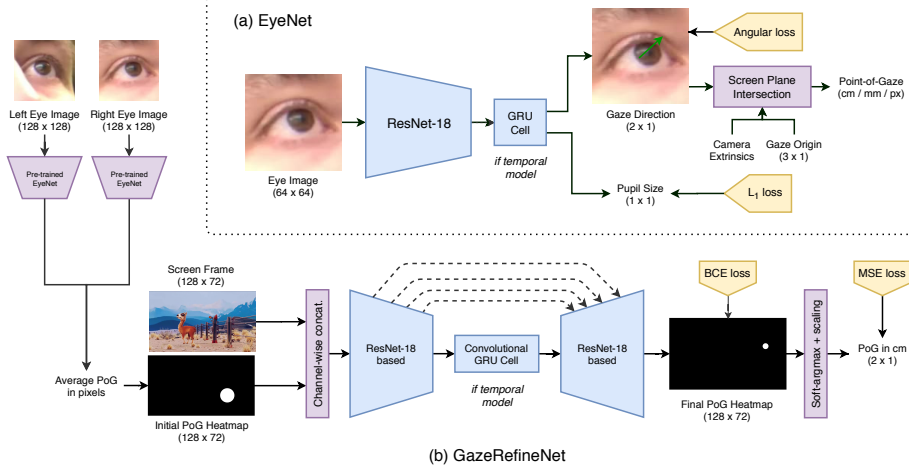 (a) EyeNet
Left Eye Image
(128 x 128)
Right Eye Image
(128 x 128)
Pre-trained
EyeNet
Pre-trained
EyeNet
Eye Image
(64 x 64)
ResNet-18
GRU
Cell
if temporal
model
Gaze Direction
(2 x 1)
Angular loss
Screen Plane
Intersection
Point-of-Gaze
(cm / mm / px)
Camera
Extrinsics
Gaze Origin
(3 x 1)
Pupil Size
(1 x 1)
L₁ loss
Average PoG
in pixels
Screen Frame
(128 x 72)
Initial PoG Heatmap
(128 x 72)
Channel-wise concat.
ResNet-18
based
Convolutional
GRU Cell
if temporal
model
ResNet-18
based
BCE loss
Final PoG Heatmap
(128 x 72)
Soft-argmax + scaling
MSE loss
PoG in cm
(2 x 1)
(b) GazeRefineNet